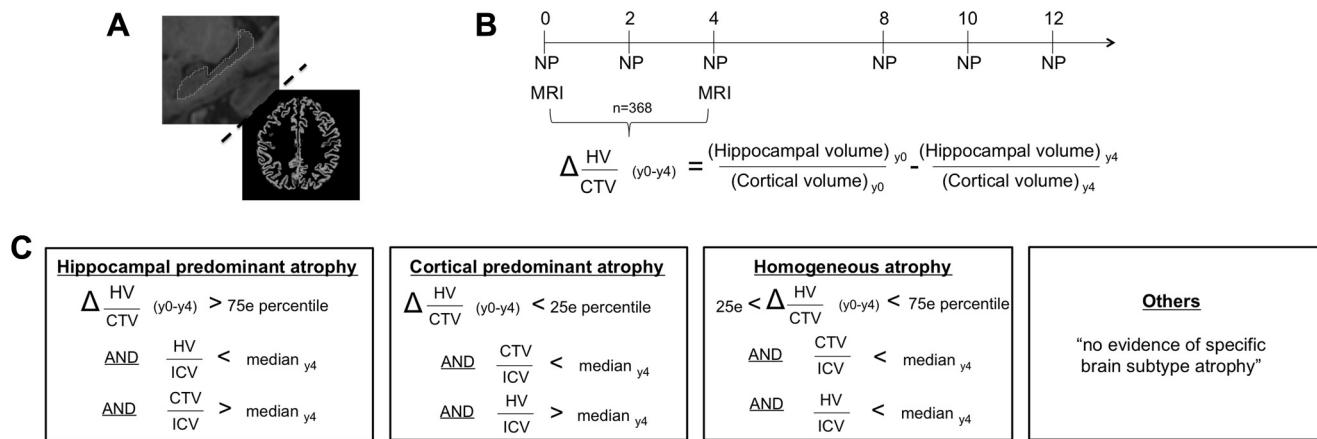 A
B
0 2 4 8 10 12
NP NP NP NP NP NP
MRI MRI
n=368
Δ HV/CTV (y0-y4) = (Hippocampal volume) y0/(Cortical volume) y0 - (Hippocampal volume) y4/(Cortical volume) y4
C
Hippocampal predominant atrophy
Δ HV/CTV (y0-y4) > 75e percentile
AND HV/ICV < median y4
AND CTV/ICV > median y4
Cortical predominant atrophy
Δ HV/CTV (y0-y4) < 25e percentile
AND CTV/ICV < median y4
AND HV/ICV > median y4
Homogeneous atrophy
25e < Δ HV/CTV (y0-y4) < 75e percentile
AND CTV/ICV < median y4
AND HV/ICV < median y4
Others
“no evidence of specific
brain subtype atrophy”